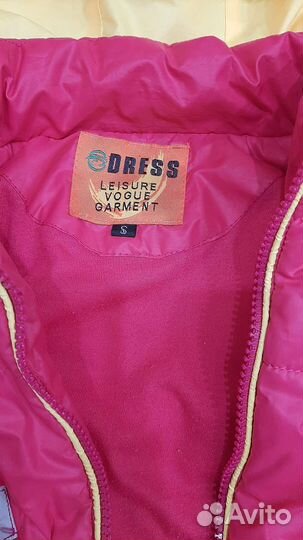 DRESS
LEISURE
VOGUE
GARMENT
S
Avito